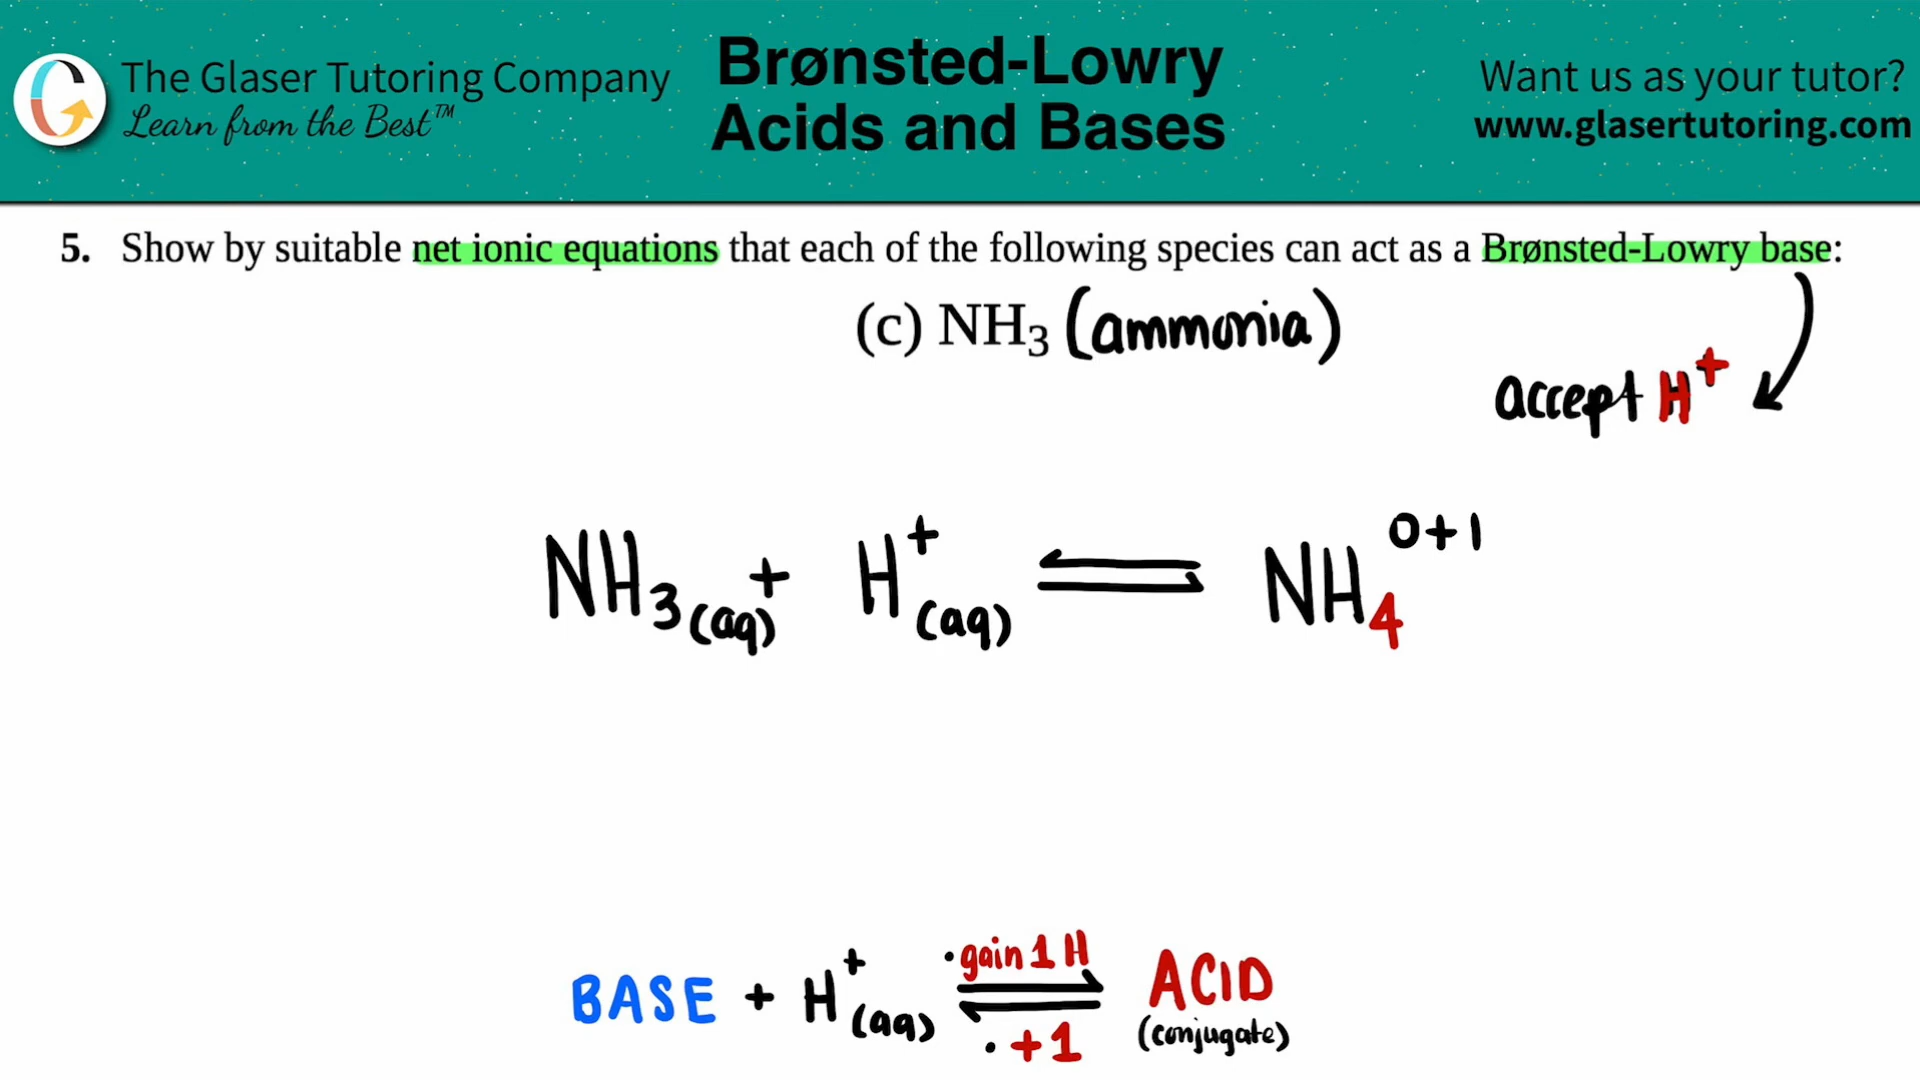 The Glaser Tutoring Company
Learn from the Best™
Brønsted-Lowry
Acids and Bases
Want us as your tutor?
www.glasertutoring.com
5. Show by suitable net ionic equations that each of the following species can act as a Brønsted-Lowry base:
(c) NH₃ (ammonia)
accept H⁺
NH₃(aq) + H⁺(aq) ⇌ NH₄⁰⁺¹
• gain 1 H
BASE + H⁺(aq) ⇌ ACID
• +1
(conjugate)